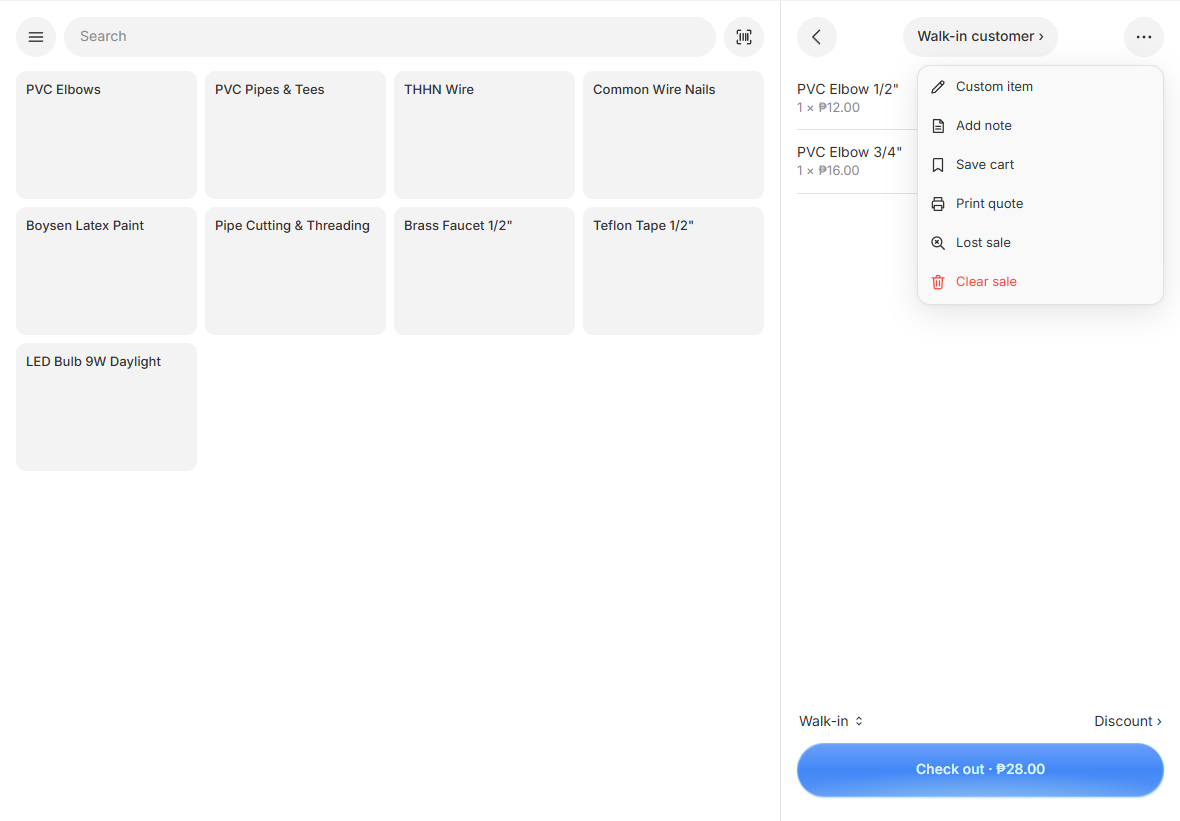 Search
Walk-in customer ›
PVC Elbows
PVC Pipes & Tees
THHN Wire
Common Wire Nails
Boysen Latex Paint
Pipe Cutting & Threading
Brass Faucet 1/2"
Teflon Tape 1/2"
LED Bulb 9W Daylight
PVC Elbow 1/2"
1 × ₱12.00
PVC Elbow 3/4"
1 × ₱16.00
Custom item
Add note
Save cart
Print quote
Lost sale
Clear sale
Walk-in
Discount ›
Check out · ₱28.00